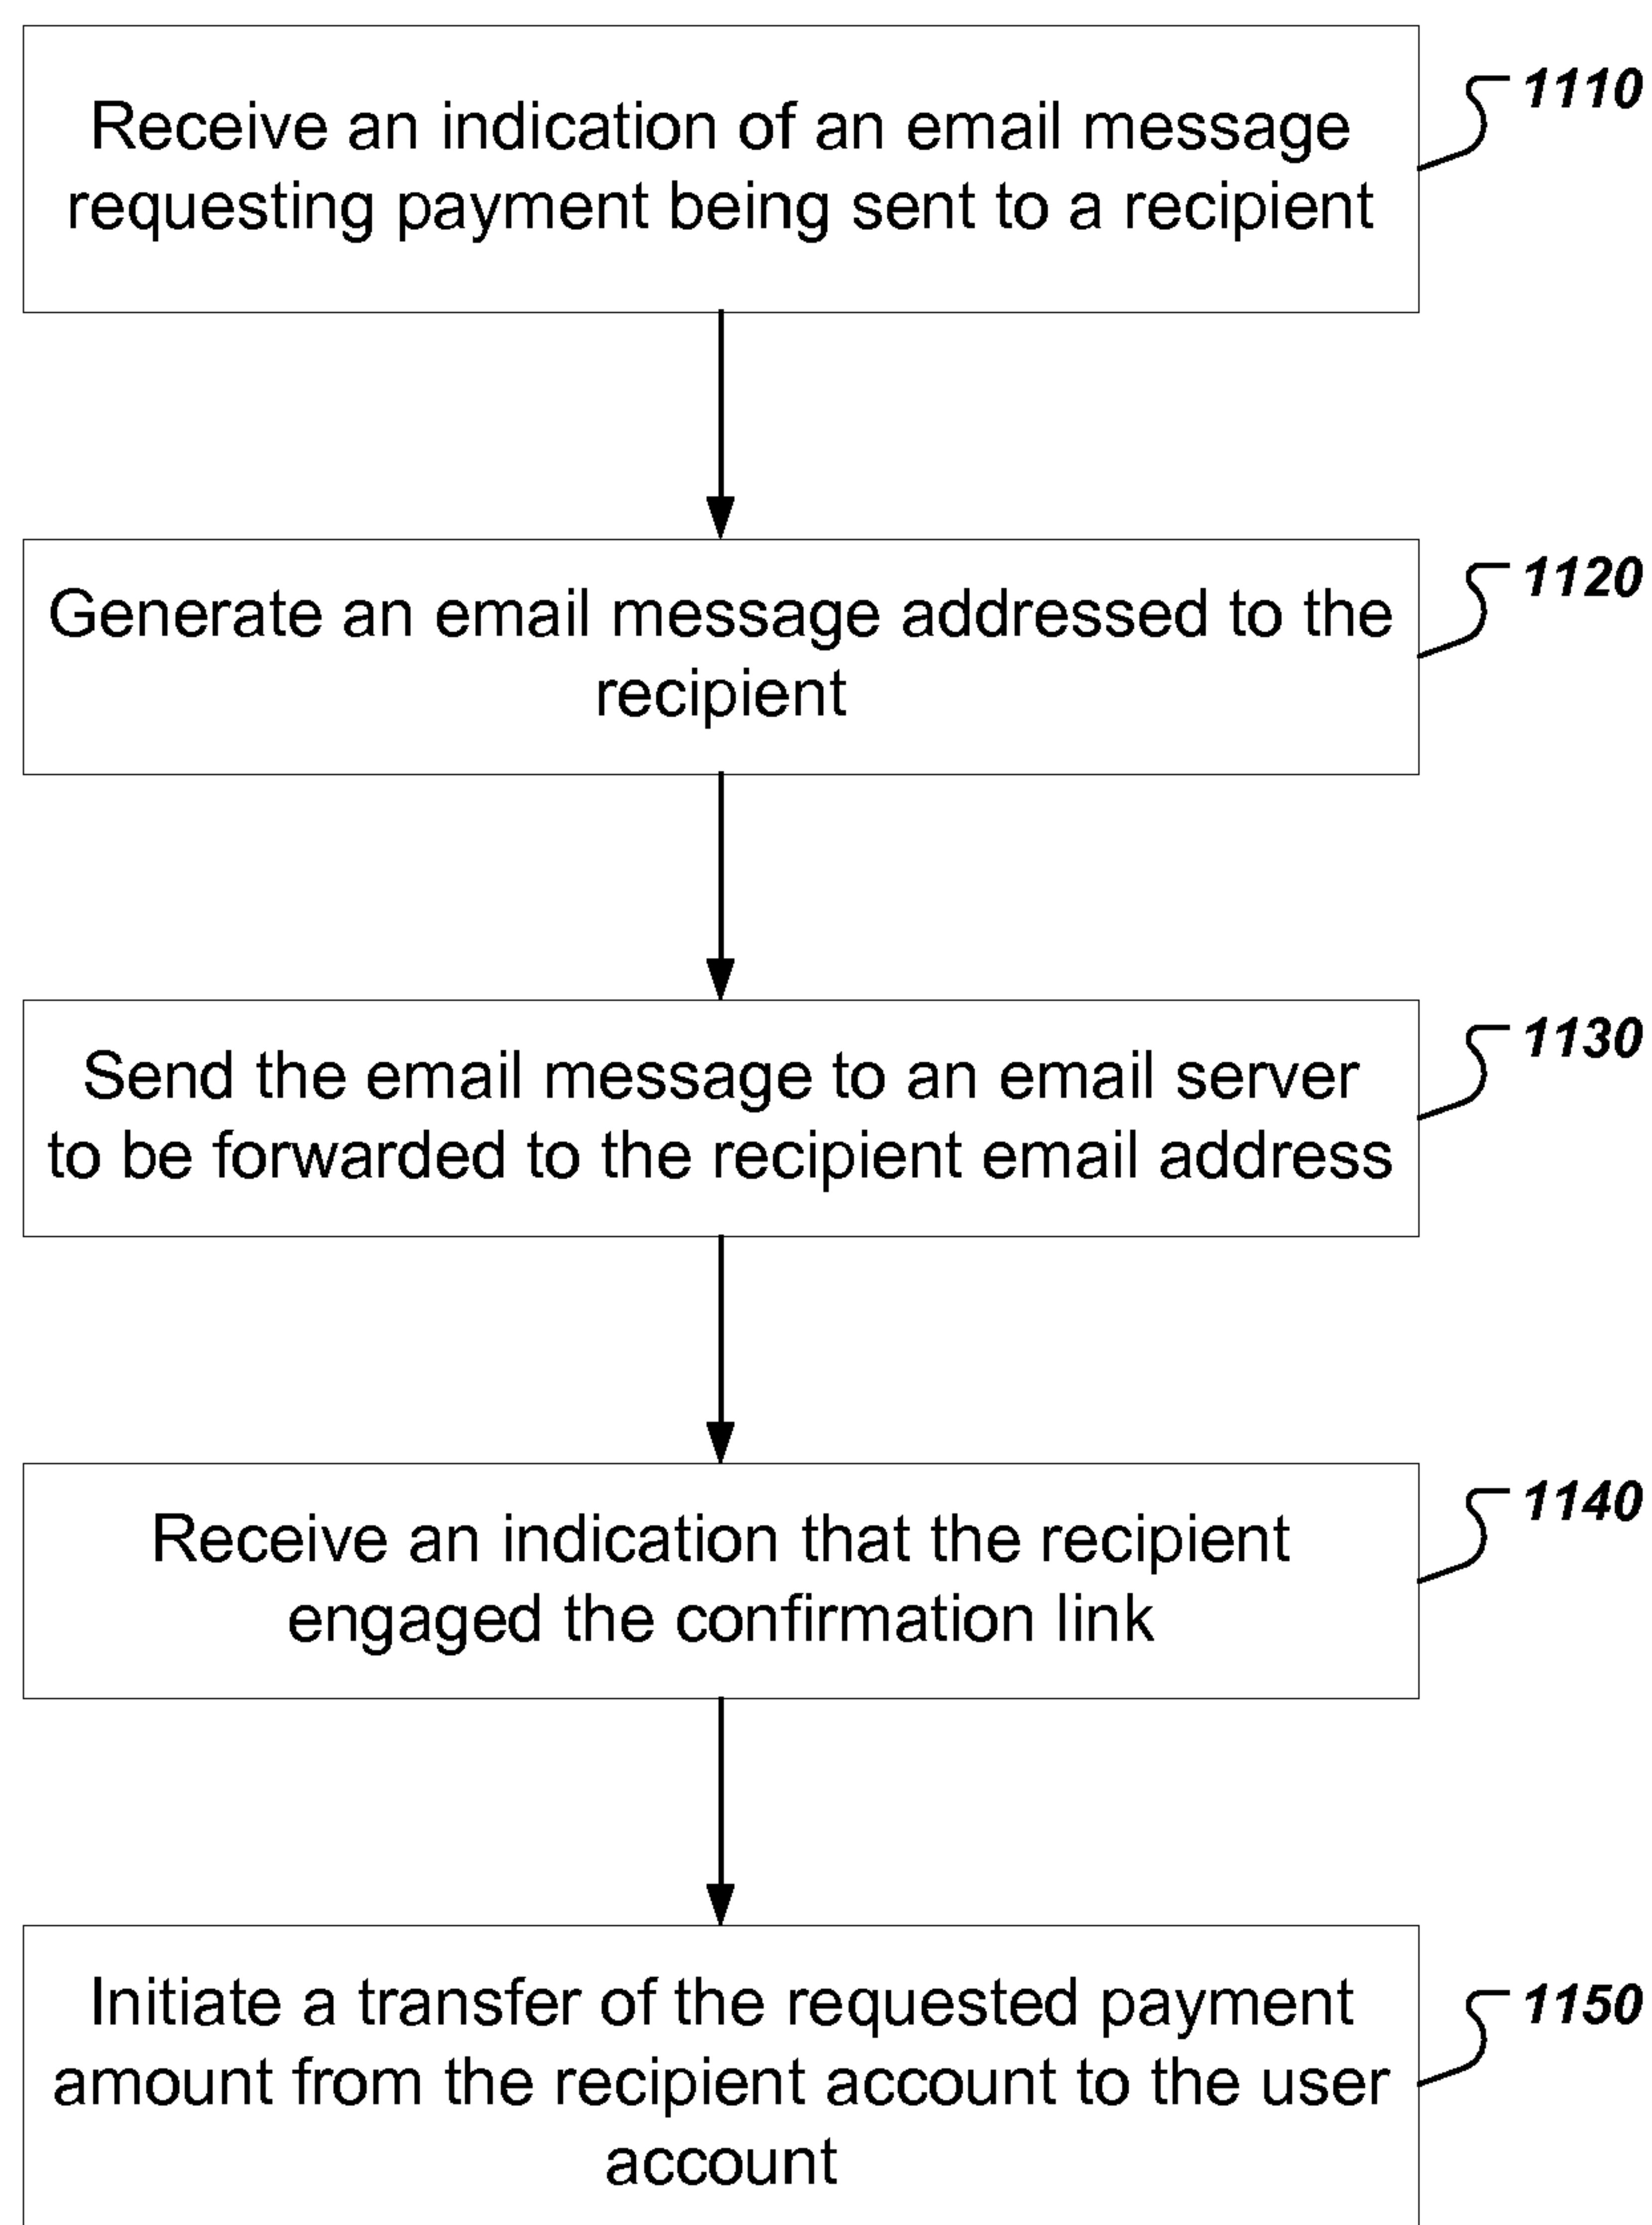 1110
Receive an indication of an email message
requesting payment being sent to a recipient
1120
Generate an email message addressed to the
recipient
1130
Send the email message to an email server
to be forwarded to the recipient email address
1140
Receive an indication that the recipient
engaged the confirmation link
1150
Initiate a transfer of the requested payment
amount from the recipient account to the user
account